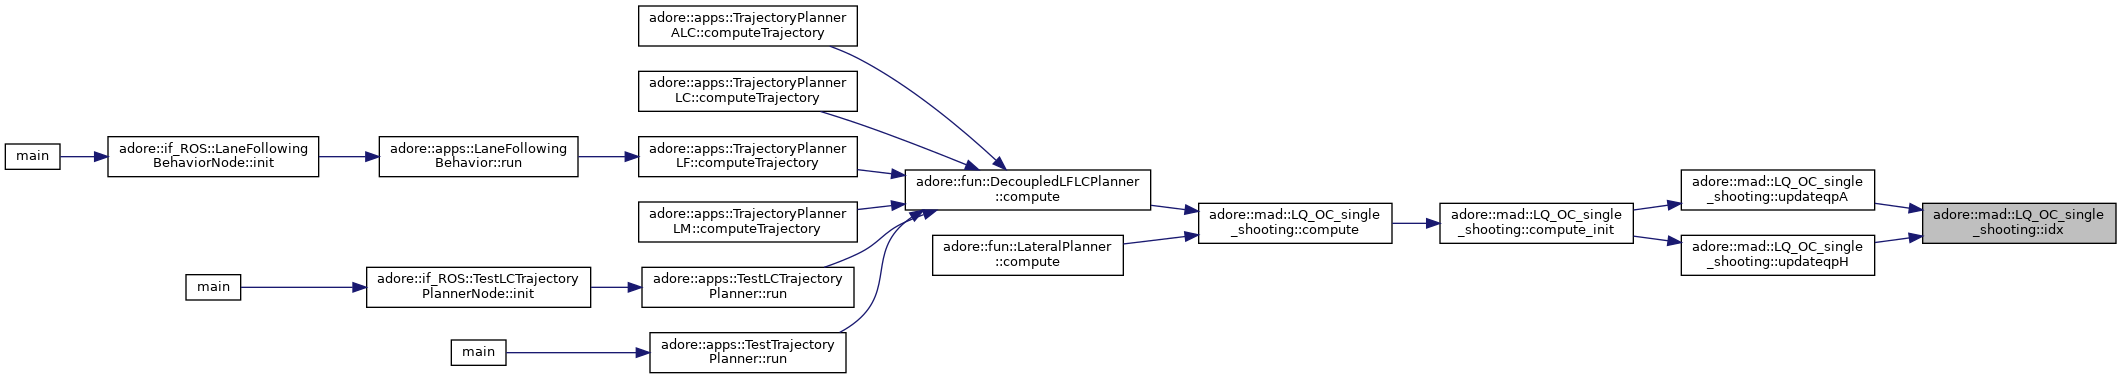 adore::apps::TrajectoryPlanner
ALC::computeTrajectory
adore::apps::TrajectoryPlanner
LC::computeTrajectory
main
adore::if_ROS::LaneFollowing
BehaviorNode::init
adore::apps::LaneFollowing
Behavior::run
adore::apps::TrajectoryPlanner
LF::computeTrajectory
adore::apps::TrajectoryPlanner
LM::computeTrajectory
main
adore::if_ROS::TestLCTrajectory
PlannerNode::init
adore::apps::TestLCTrajectory
Planner::run
main
adore::apps::TestTrajectory
Planner::run
adore::fun::DecoupledLFLCPlanner
::compute
adore::fun::LateralPlanner
::compute
adore::mad::LQ_OC_single
_shooting::compute
adore::mad::LQ_OC_single
_shooting::compute_init
adore::mad::LQ_OC_single
_shooting::updateqpA
adore::mad::LQ_OC_single
_shooting::updateqpH
adore::mad::LQ_OC_single
_shooting::idx